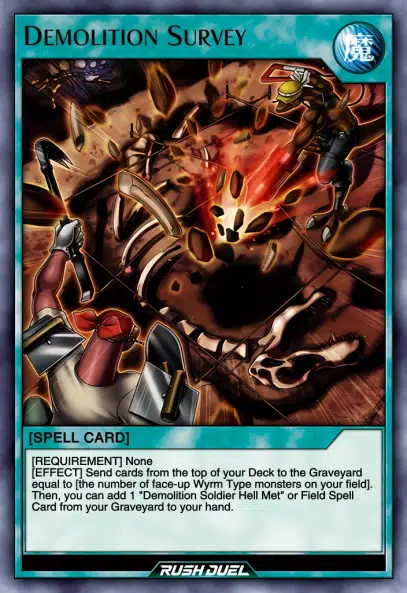 Demolition Survey
魔
[SPELL CARD]
[REQUIREMENT] None
[EFFECT] Send cards from the top of your Deck to the Graveyard
equal to [the number of face-up Wyrm Type monsters on your field].
Then, you can add 1 "Demolition Soldier Hell Met" or Field Spell
Card from your Graveyard to your hand.
RUSH DUEL